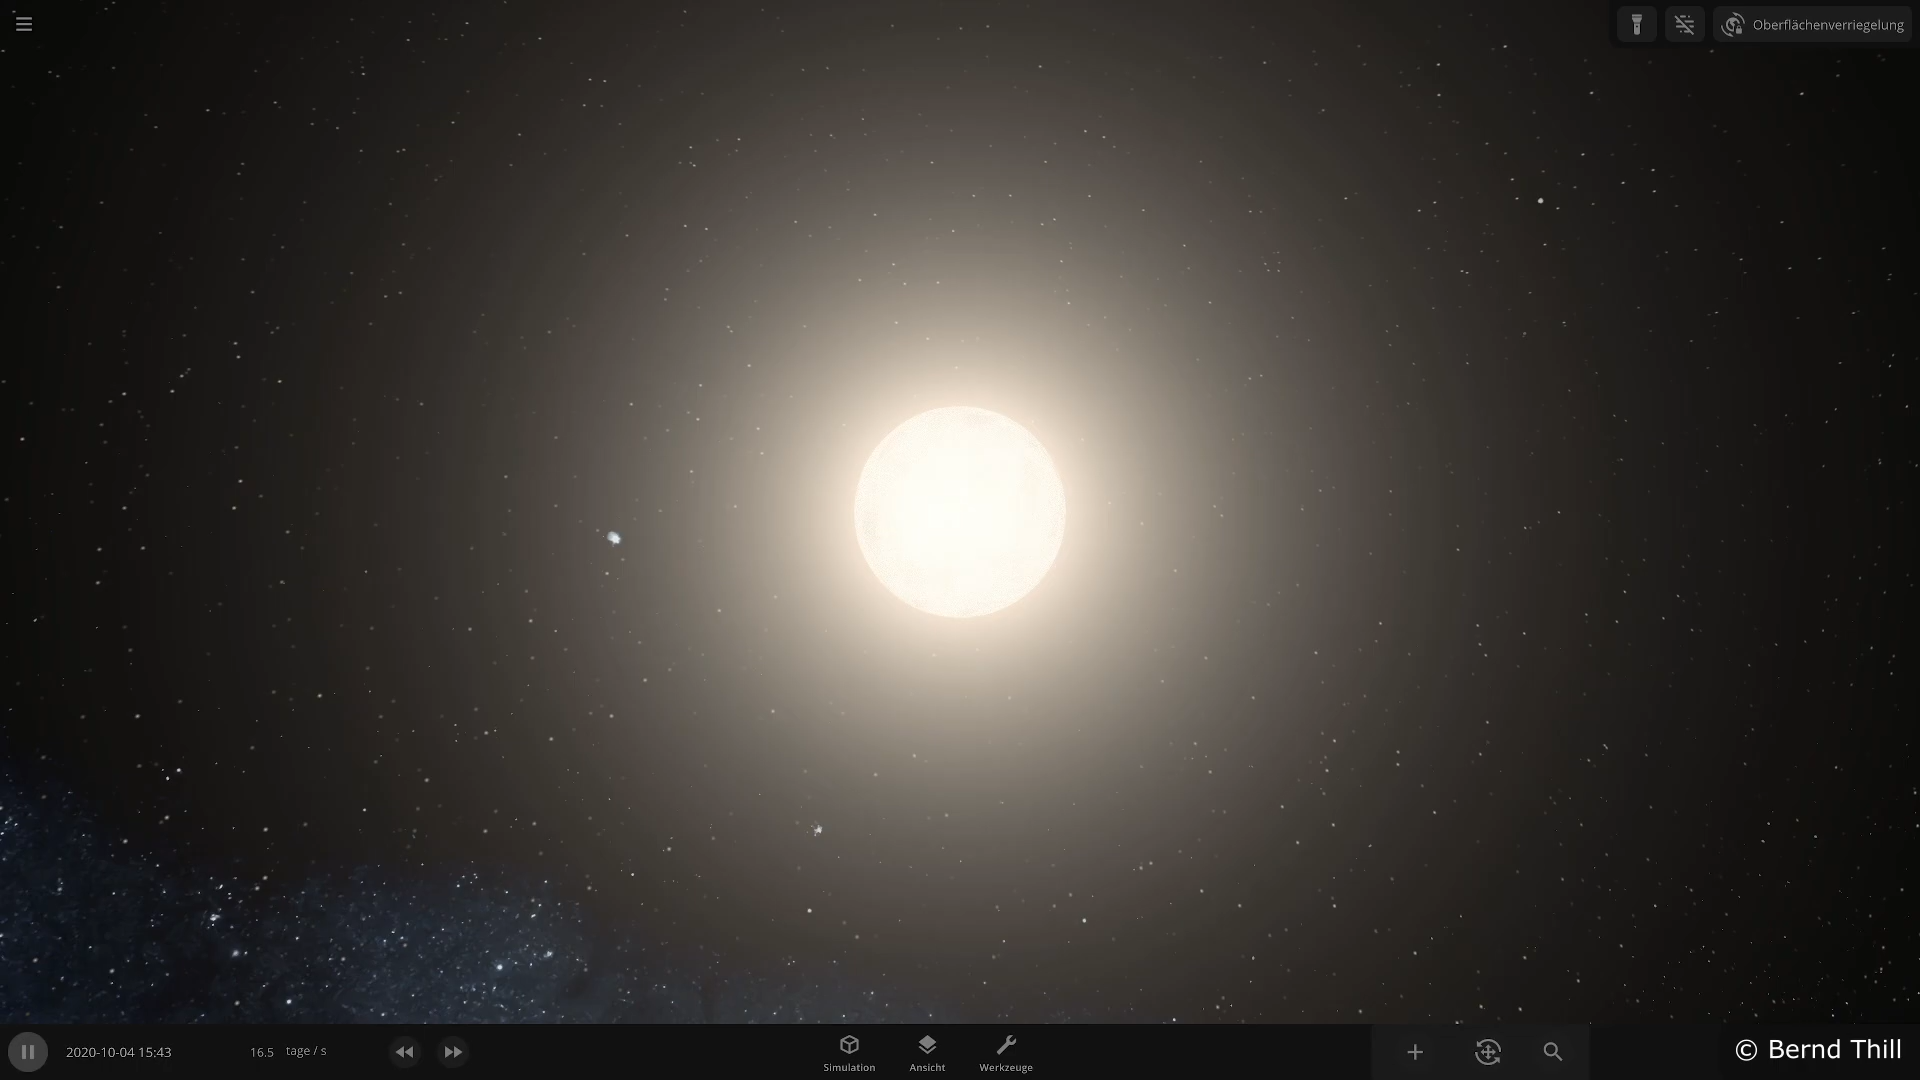 Oberflächenverriegelung
2020-10-04 15:43
16.5 tage / s
Simulation
Ansicht
Werkzeuge
© Bernd Thill